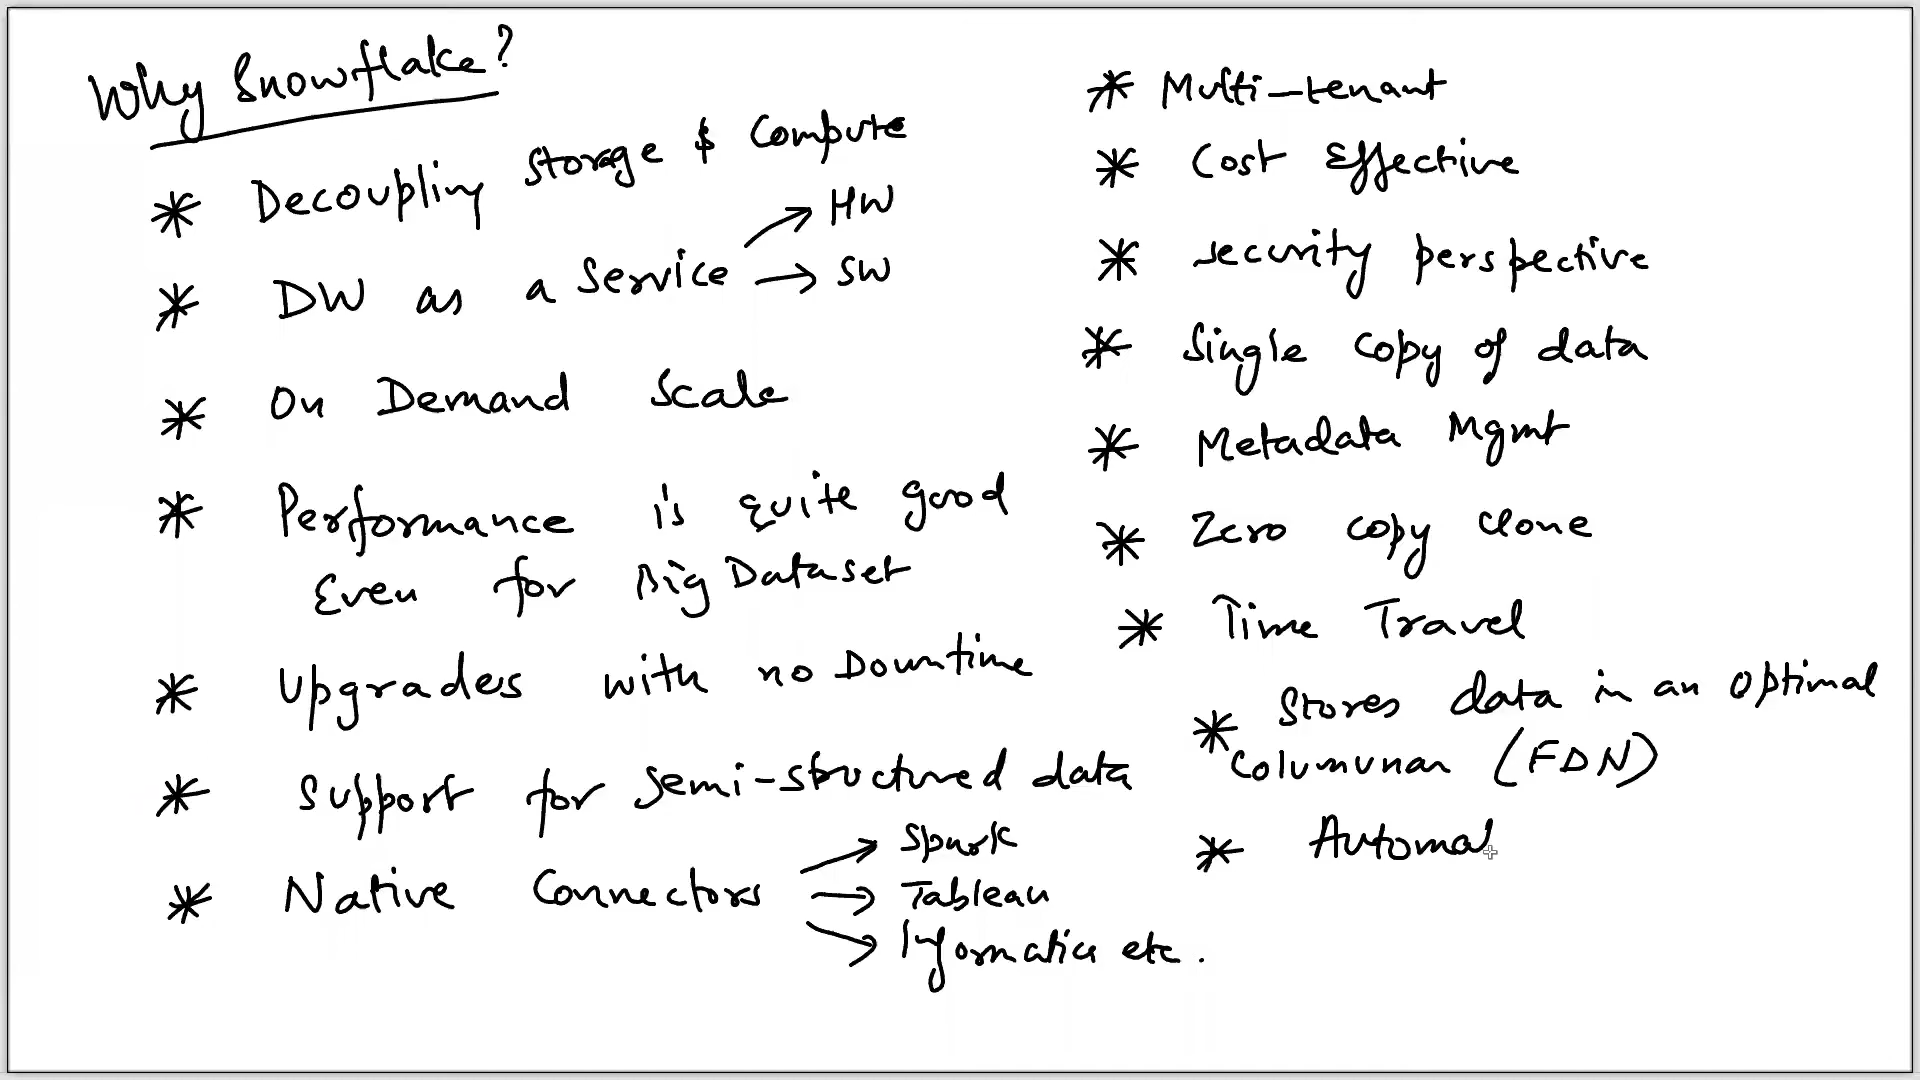 Why Snowflake?
* Decoupling storage & Compute
* DW as a Service → HW
→ SW
* On Demand Scale
* Performance is quite good
Even for Big Dataset
* Upgrades with no Downtime
* Support for Semi-structured data
* Native Connectors → Spark
→ Tableau
→ Informatica etc.
* Multi-tenant
* Cost Effective
* security perspective
* Single copy of data
* Metadata Mgmt
* Zero copy clone
* Time Travel
* Stores data in an optimal
Columunar (FDN)
* Automat